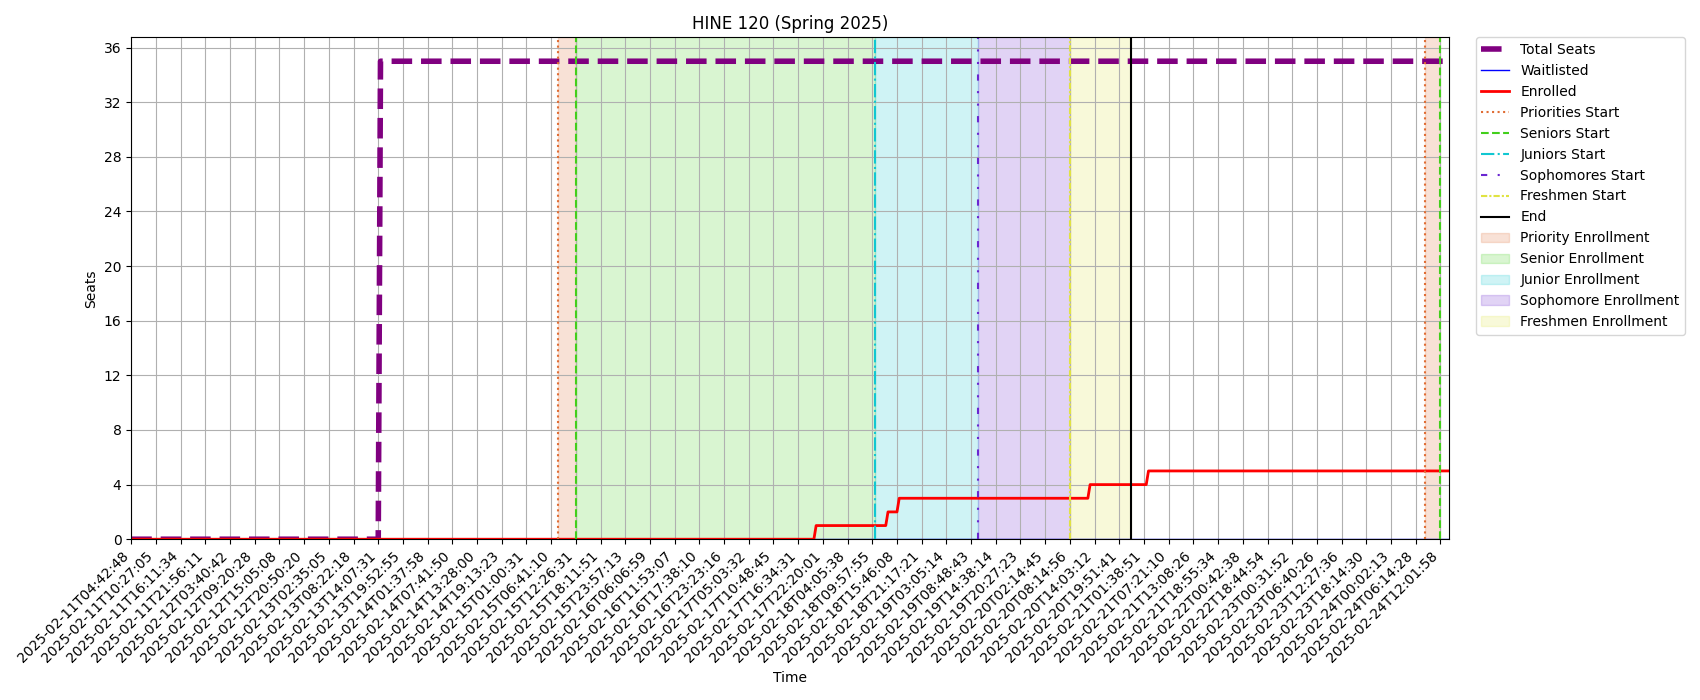 HINE 120 (Spring 2025)
Seats
36
32
28
24
20
16
12
8
4
0
2025-02-11T04:42:48
2025-02-11T10:27:05
2025-02-11T16:11:34
2025-02-11T21:56:11
2025-02-12T03:40:42
2025-02-12T09:20:28
2025-02-12T15:05:08
2025-02-12T20:50:20
2025-02-13T02:35:05
2025-02-13T08:22:18
2025-02-13T14:07:31
2025-02-13T19:52:55
2025-02-14T01:37:58
2025-02-14T07:41:50
2025-02-14T13:28:00
2025-02-14T19:13:23
2025-02-15T01:00:31
2025-02-15T06:41:10
2025-02-15T12:26:31
2025-02-15T18:11:51
2025-02-15T23:57:13
2025-02-16T06:06:59
2025-02-16T11:53:07
2025-02-16T17:38:10
2025-02-16T23:23:16
2025-02-17T05:03:32
2025-02-17T10:48:45
2025-02-17T16:34:31
2025-02-17T22:20:01
2025-02-18T04:05:38
2025-02-18T09:57:55
2025-02-18T15:46:08
2025-02-18T21:17:21
2025-02-19T03:05:14
2025-02-19T08:48:43
2025-02-19T14:38:14
2025-02-19T20:27:23
2025-02-20T02:14:45
2025-02-20T08:14:56
2025-02-20T14:03:12
2025-02-20T19:51:41
2025-02-21T01:38:51
2025-02-21T07:21:10
2025-02-21T13:08:26
2025-02-21T18:55:34
2025-02-22T00:42:38
2025-02-22T18:44:54
2025-02-23T00:31:52
2025-02-23T06:40:26
2025-02-23T12:27:36
2025-02-23T18:14:30
2025-02-24T00:02:13
2025-02-24T06:14:28
2025-02-24T12:01:58
Time
Total Seats
Waitlisted
Enrolled
Priorities Start
Seniors Start
Juniors Start
Sophomores Start
Freshmen Start
End
Priority Enrollment
Senior Enrollment
Junior Enrollment
Sophomore Enrollment
Freshmen Enrollment